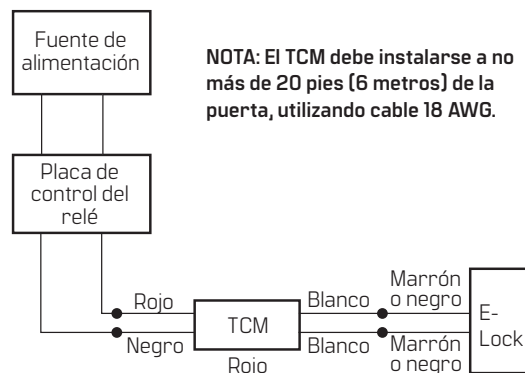 Fuente de
alimentación
NOTA: El TCM debe instalarse a no
más de 20 pies (6 metros) de la
puerta, utilizando cable 18 AWG.
Placa de
control del
relé
Rojo
Negro
TCM
Rojo
Blanco
Blanco
Marrón
o negro
Marrón
o negro
E-
Lock